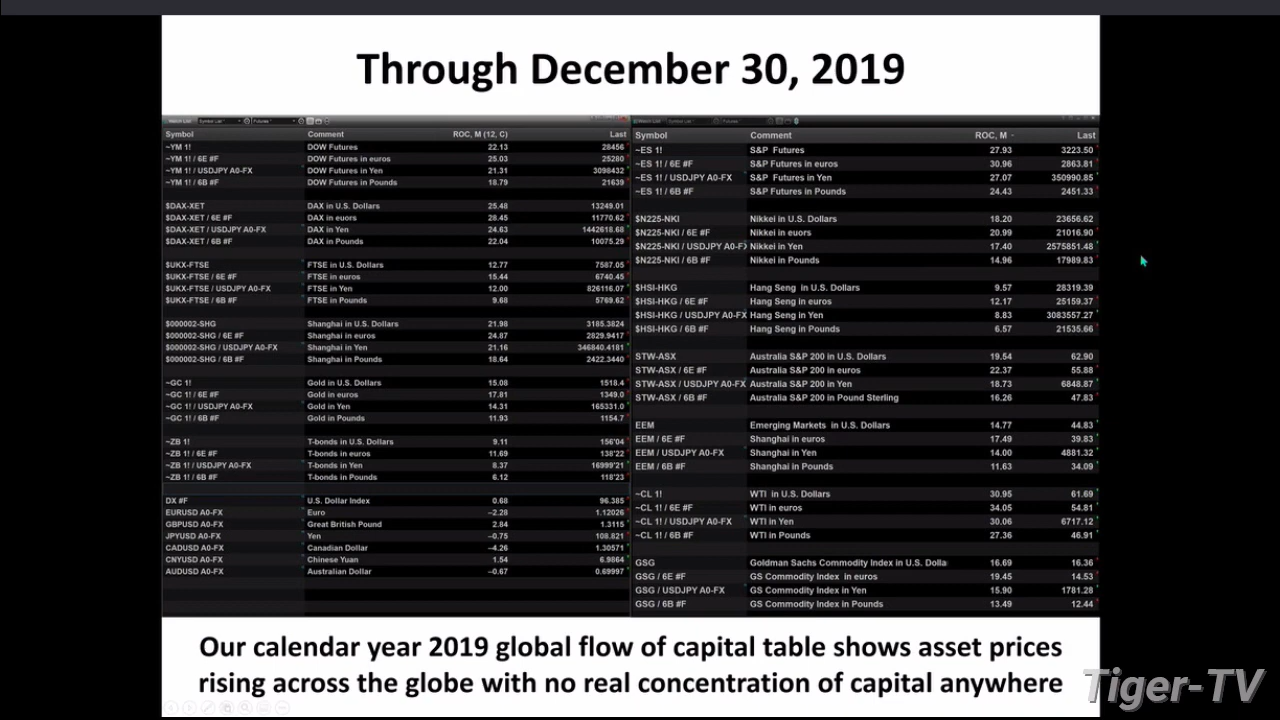 Through December 30, 2019
Symbol Comment ROC, M (12, C) Last
~YM 1! DOW Futures 22.13 28456
~YM 1! / 6E #F DOW Futures in euros 25.03 25280
~YM 1! / USDJPY A0-FX DOW Futures in Yen 21.31 3098432
~YM 1! / 6B #F DOW Futures in Pounds 18.79 21639
$DAX-XET DAX in U.S. Dollars 25.48 13249.01
$DAX-XET / 6E #F DAX in euors 28.45 11770.62
$DAX-XET / USDJPY A0-FX DAX in Yen 24.63 1442618.68
$DAX-XET / 6B #F DAX in Pounds 22.04 10075.29
$UKX-FTSE FTSE in U.S. Dollars 12.77 7587.05
$UKX-FTSE / 6E #F FTSE in euros 15.44 6740.45
$UKX-FTSE / USDJPY A0-FX FTSE in Yen 12.00 826116.07
$UKX-FTSE / 6B #F FTSE in Pounds 9.68 5769.62
$000002-SHG Shanghai in U.S. Dollars 21.98 3185.3824
$000002-SHG / 6E #F Shanghai in euros 24.87 2829.9417
$000002-SHG / USDJPY A0-FX Shanghai in Yen 21.16 346840.4181
$000002-SHG / 6B #F Shanghai in Pounds 18.64 2422.3440
~GC 1! Gold in U.S. Dollars 15.08 1518.4
~GC 1! / 6E #F Gold in euros 17.81 1349.0
~GC 1! / USDJPY A0-FX Gold in Yen 14.31 165331.0
~GC 1! / 6B #F Gold in Pounds 11.93 1154.7
~ZB 1! T-bonds in U.S. Dollars 9.11 156'04
~ZB 1! / 6E #F T-bonds in euros 11.69 138'22
~ZB 1! / USDJPY A0-FX T-bonds in Yen 8.37 16999'21
~ZB 1! / 6B #F T-bonds in Pounds 6.12 118'23
DX #F U.S. Dollar Index 0.68 96.385
EURUSD A0-FX Euro −2.28 1.12026
GBPUSD A0-FX Great British Pound 2.84 1.3115
JPYUSD A0-FX Yen −0.75 108.821
CADUSD A0-FX Canadian Dollar −4.26 1.30571
CNYUSD A0-FX Chinese Yuan 1.54 6.9864
AUDUSD A0-FX Australian Dollar −0.67 0.69997
Symbol Comment ROC, M Last
~ES 1! S&P Futures 27.93 3223.50
~ES 1! / 6E #F S&P Futures in euros 30.96 2863.81
~ES 1! / USDJPY A0-FX S&P Futures in Yen 27.07 350990.85
~ES 1! / 6B #F S&P Futures in Pounds 24.43 2451.33
$N225-NKI Nikkei in U.S. Dollars 18.20 23656.62
$N225-NKI / 6E #F Nikkei in euors 20.99 21016.90
$N225-NKI / USDJPY A0-FX Nikkei in Yen 17.40 2575851.48
$N225-NKI / 6B #F Nikkei in Pounds 14.96 17989.83
$HSI-HKG Hang Seng in U.S. Dollars 9.57 28319.39
$HSI-HKG / 6E #F Hang Seng in euros 12.17 25159.37
$HSI-HKG / USDJPY A0-FX Hang Seng in Yen 8.83 3083557.27
$HSI-HKG / 6B #F Hang Seng in Pounds 6.57 21535.66
STW-ASX Australia S&P 200 in U.S. Dollars 19.54 62.90
STW-ASX / 6E #F Australia S&P 200 in euros 22.37 55.88
STW-ASX / USDJPY A0-FX Australia S&P 200 in Yen 18.73 6848.87
STW-ASX / 6B #F Australia S&P 200 in Pound Sterling 16.26 47.83
EEM Emerging Markets in U.S. Dollars 14.77 44.83
EEM / 6E #F Shanghai in euros 17.49 39.83
EEM / USDJPY A0-FX Shanghai in Yen 14.00 4881.32
EEM / 6B #F Shanghai in Pounds 11.63 34.09
~CL 1! WTI in U.S. Dollars 30.95 61.69
~CL 1! / 6E #F WTI in euros 34.05 54.81
~CL 1! / USDJPY A0-FX WTI in Yen 30.06 6717.12
~CL 1! / 6B #F WTI in Pounds 27.36 46.91
GSG Goldman Sachs Commodity Index in U.S. Dolla 16.69 16.36
GSG / 6E #F GS Commodity Index in euros 19.45 14.53
GSG / USDJPY A0-FX GS Commodity Index in Yen 15.90 1781.28
GSG / 6B #F GS Commodity Index in Pounds 13.49 12.44
Our calendar year 2019 global flow of capital table shows asset prices
rising across the globe with no real concentration of capital anywhere
Tiger-TV